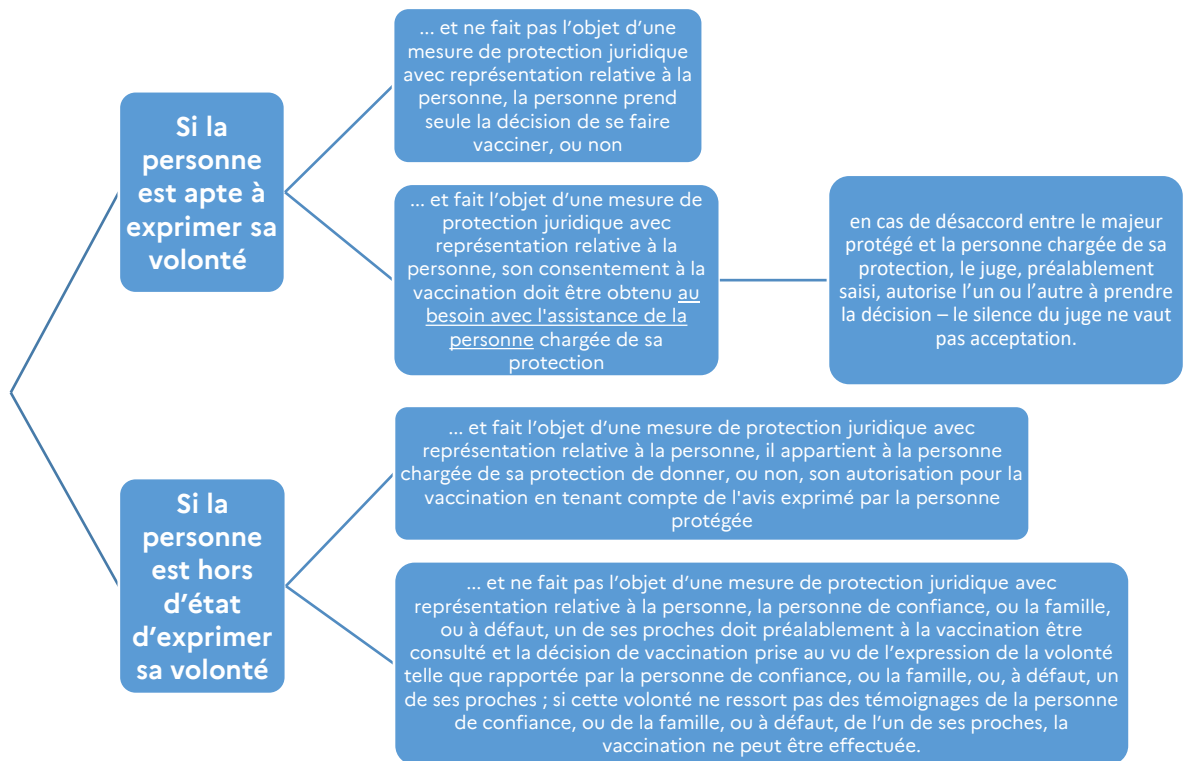 Si la
personne
est apte à
exprimer sa
volonté
... et ne fait pas l’objet d’une
mesure de protection juridique
avec représentation relative à la
personne, la personne prend
seule la décision de se faire
vacciner, ou non
... et fait l’objet d’une mesure de
protection juridique avec
représentation relative à la
personne, son consentement à la
vaccination doit être obtenu au
besoin avec l'assistance de la
personne chargée de sa
protection
en cas de désaccord entre le majeur
protégé et la personne chargée de sa
protection, le juge, préalablement
saisi, autorise l’un ou l’autre à prendre
la décision – le silence du juge ne vaut
pas acceptation.
Si la
personne
est hors
d’état
d’exprimer
sa volonté
... et fait l’objet d’une mesure de protection juridique avec
représentation relative à la personne, il appartient à la personne
chargée de sa protection de donner, ou non, son autorisation pour la
vaccination en tenant compte de l'avis exprimé par la personne
protégée
... et ne fait pas l’objet d’une mesure de protection juridique avec
représentation relative à la personne, la personne de confiance, ou la famille,
ou à défaut, un de ses proches doit préalablement à la vaccination être
consulté et la décision de vaccination prise au vu de l’expression de la volonté
telle que rapportée par la personne de confiance, ou la famille, ou, à défaut, un
de ses proches ; si cette volonté ne ressort pas des témoignages de la personne
de confiance, ou de la famille, ou à défaut, de l’un de ses proches, la
vaccination ne peut être effectuée.